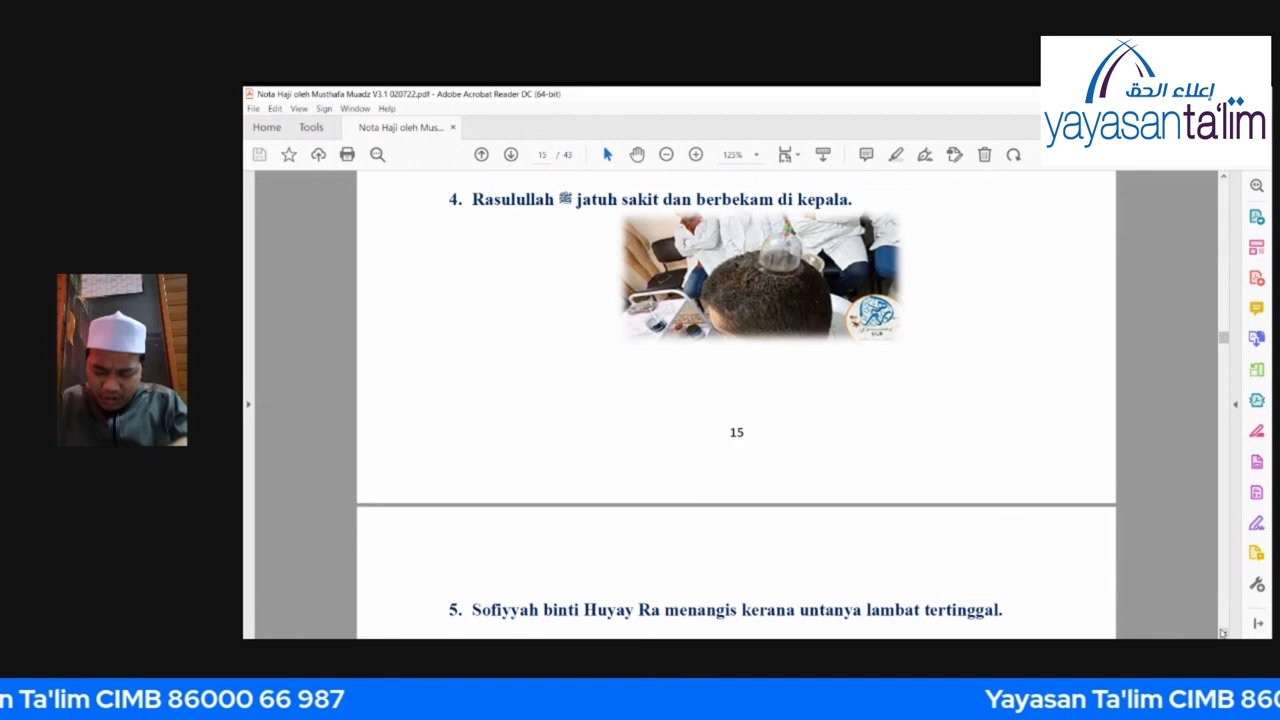 إعلاء الحق
yayasanta'lim
Nota Haji oleh Musthafa Muadz V3.1 020722.pdf - Adobe Acrobat Reader DC (64-bit)
File Edit View Sign Window Help
Home Tools Nota Haji oleh Mus... ×
15 / 43 125%
4. Rasulullah ﷺ jatuh sakit dan berbekam di kepala.
15
5. Sofiyyah binti Huyay Ra menangis kerana untanya lambat tertinggal.
n Ta'lim CIMB 86000 66 987 Yayasan Ta'lim CIMB 860